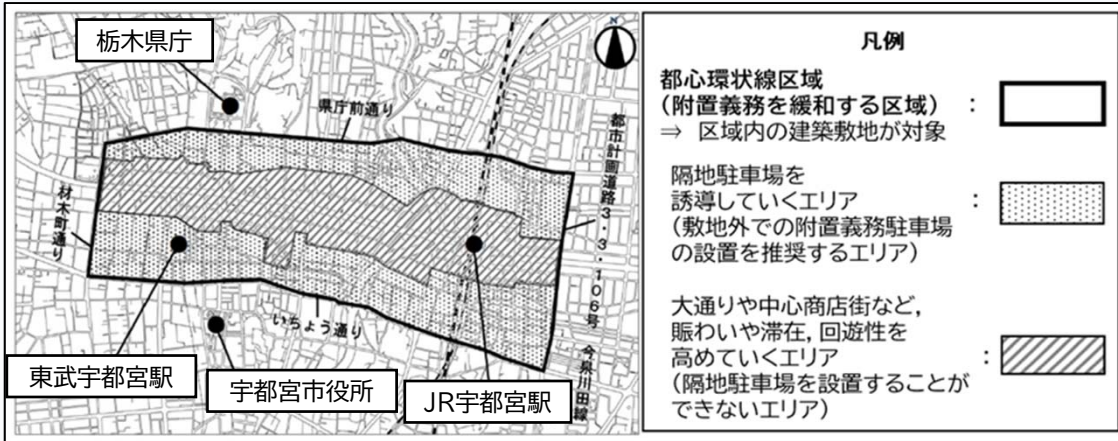 栃木県庁
N
県庁前通り
都市計画道路3・3・106号
材木町通り
いちょう通り
今泉川田線
東武宇都宮駅
宇都宮市役所
JR宇都宮駅
凡例
都心環状線区域
(附置義務を緩和する区域) :
⇒ 区域内の建築敷地が対象
隔地駐車場を
誘導していくエリア :
(敷地外での附置義務駐車場
の設置を推奨するエリア)
大通りや中心商店街など,
賑わいや滞在,回遊性を
高めていくエリア :
(隔地駐車場を設置することが
できないエリア)